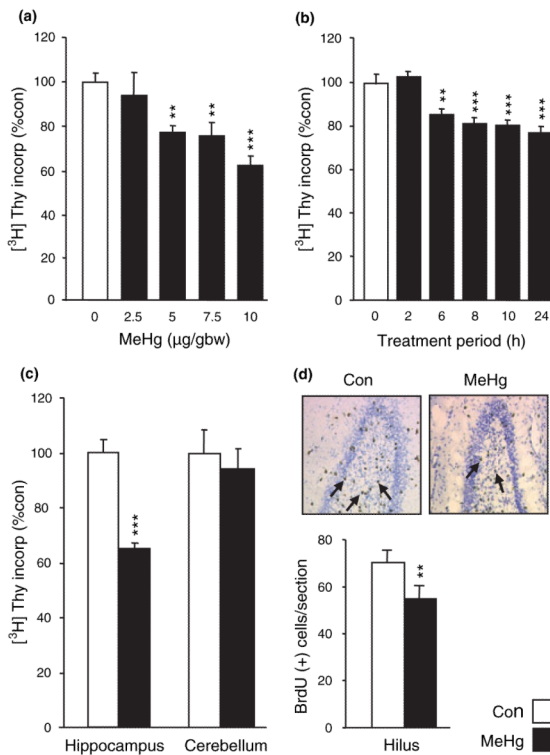 (a)
120
100
80
60
40
20
0
[³H] Thy incorp (%con)
**
**
***
0 2.5 5 7.5 10
MeHg (µg/gbw)
(b)
120
100
80
60
40
20
0
[³H] Thy incorp (%con)
**
***
***
***
0 2 6 8 10 24
Treatment period (h)
(c)
120
100
80
60
40
20
0
[³H] Thy incorp (%con)
***
Hippocampus Cerebellum
(d)
Con MeHg
80
60
40
20
0
BrdU (+) cells/section
**
Hilus
Con
MeHg